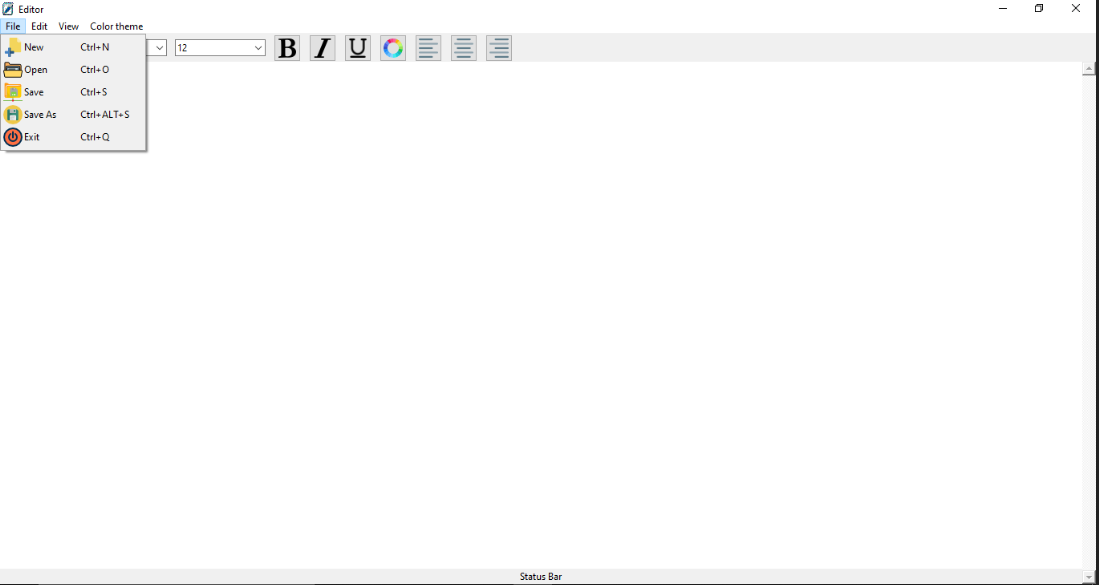 Editor
File Edit View Color theme
New Ctrl+N
12 B I U
Open Ctrl+O
Save Ctrl+S
Save As Ctrl+ALT+S
Exit Ctrl+Q
Status Bar